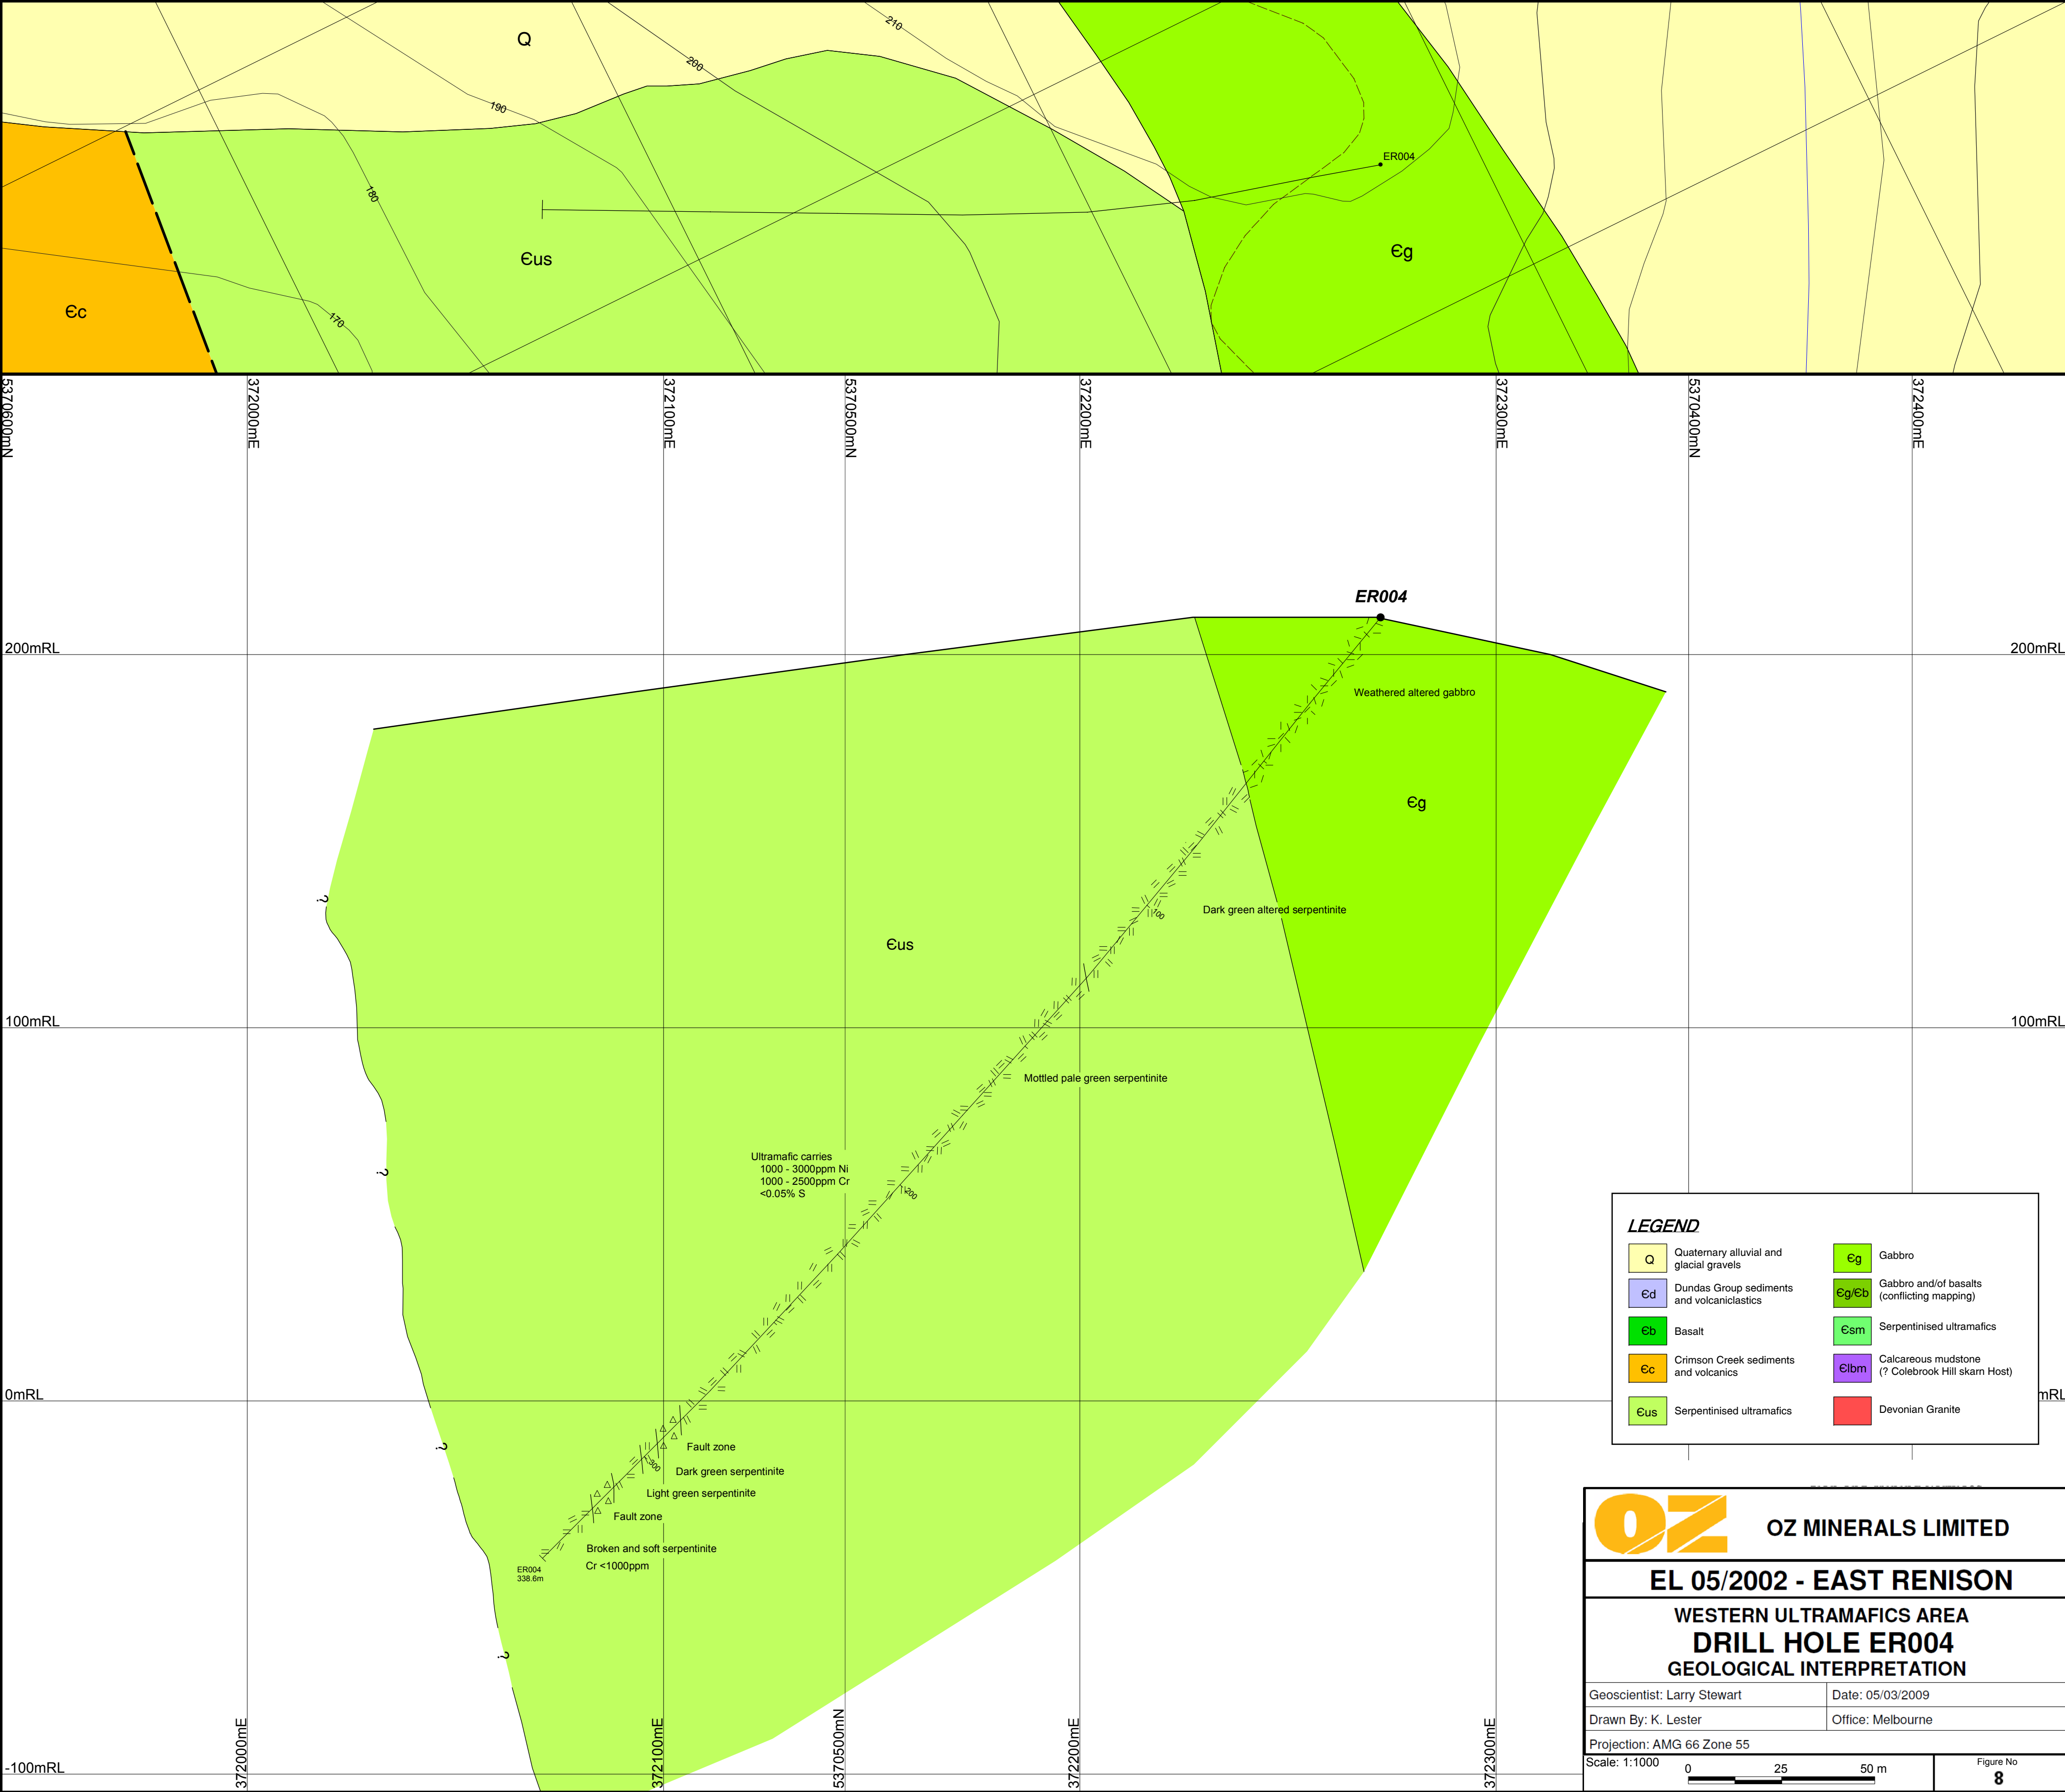 Q
210
200
190
180
170
ER004
Єus
Єg
Єc
5370600mN
372000mE
372100mE
5370500mN
372200mE
372300mE
5370400mN
372400mE
ER004
200mRL
200mRL
Weathered altered gabbro
Єg
?
Dark green altered serpentinite
100
Єus
100mRL
100mRL
Mottled pale green serpentinite
Ultramafic carries
1000 - 3000ppm Ni
1000 - 2500ppm Cr
<0.05% S
?
200
0mRL
mRL
?
Fault zone
300
Dark green serpentinite
Light green serpentinite
Fault zone
Broken and soft serpentinite
Cr <1000ppm
ER004
338.6m
?
-100mRL
372000mE
372100mE
5370500mN
372200mE
372300mE
LEGEND
Q
Quaternary alluvial and
glacial gravels
Єd
Dundas Group sediments
and volcaniclastics
Єb
Basalt
Єc
Crimson Creek sediments
and volcanics
Єus
Serpentinised ultramafics
Єg
Gabbro
Єg/Єb
Gabbro and/of basalts
(conflicting mapping)
Єsm
Serpentinised ultramafics
Єlbm
Calcareous mudstone
(? Colebrook Hill skarn Host)
Devonian Granite
OZ
OZ MINERALS LIMITED
EL 05/2002 - EAST RENISON
WESTERN ULTRAMAFICS AREA
DRILL HOLE ER004
GEOLOGICAL INTERPRETATION
Geoscientist: Larry Stewart
Date: 05/03/2009
Drawn By: K. Lester
Office: Melbourne
Projection: AMG 66 Zone 55
Scale: 1:1000
0 25 50 m
Figure No
8